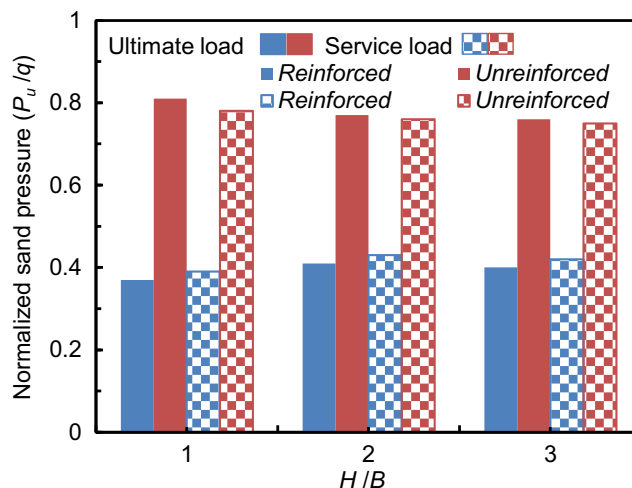 Ultimate load Service load
Reinforced Unreinforced
Reinforced Unreinforced
Normalized sand pressure (Pu /q)
1
0.8
0.6
0.4
0.2
0
1 2 3
H /B